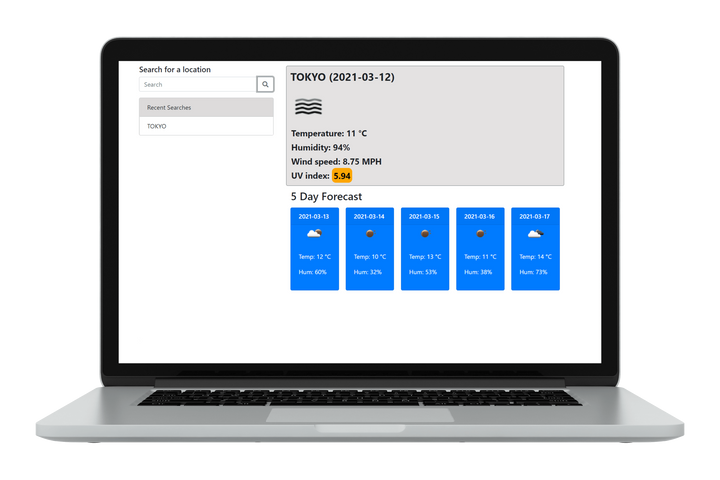 Search for a location
Search
Recent Searches
TOKYO
TOKYO (2021-03-12)
Temperature: 11 °C
Humidity: 94%
Wind speed: 8.75 MPH
UV index: 5.94
5 Day Forecast
2021-03-13
Temp: 12 °C
Hum: 60%
2021-03-14
Temp: 10 °C
Hum: 32%
2021-03-15
Temp: 13 °C
Hum: 53%
2021-03-16
Temp: 11 °C
Hum: 38%
2021-03-17
Temp: 14 °C
Hum: 73%